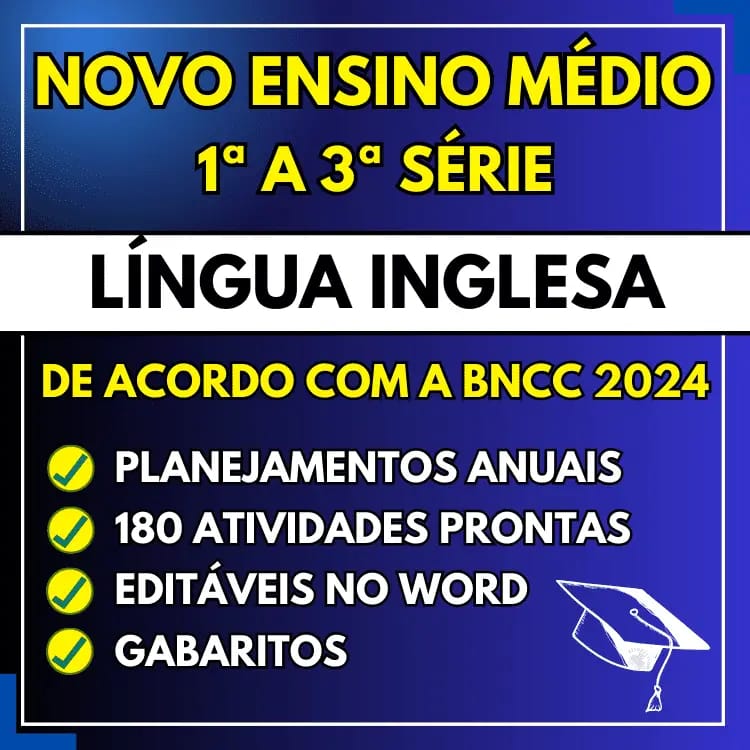 NOVO ENSINO MÉDIO
1ª A 3ª SÉRIE
LÍNGUA INGLESA
DE ACORDO COM A BNCC 2024
PLANEJAMENTOS ANUAIS
180 ATIVIDADES PRONTAS
EDITÁVEIS NO WORD
GABARITOS